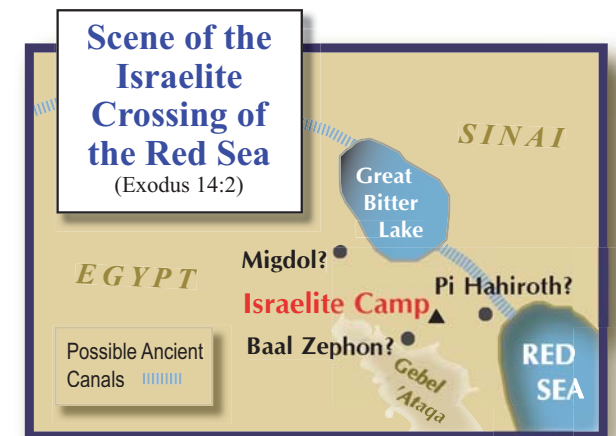 Scene of the
Israelite
Crossing of
the Red Sea
(Exodus 14:2)
SINAI
Great
Bitter
Lake
EGYPT
Migdol?
Pi Hahiroth?
Israelite Camp
Baal Zephon?
Gebel
'Ataqa
RED
SEA
Possible Ancient
Canals